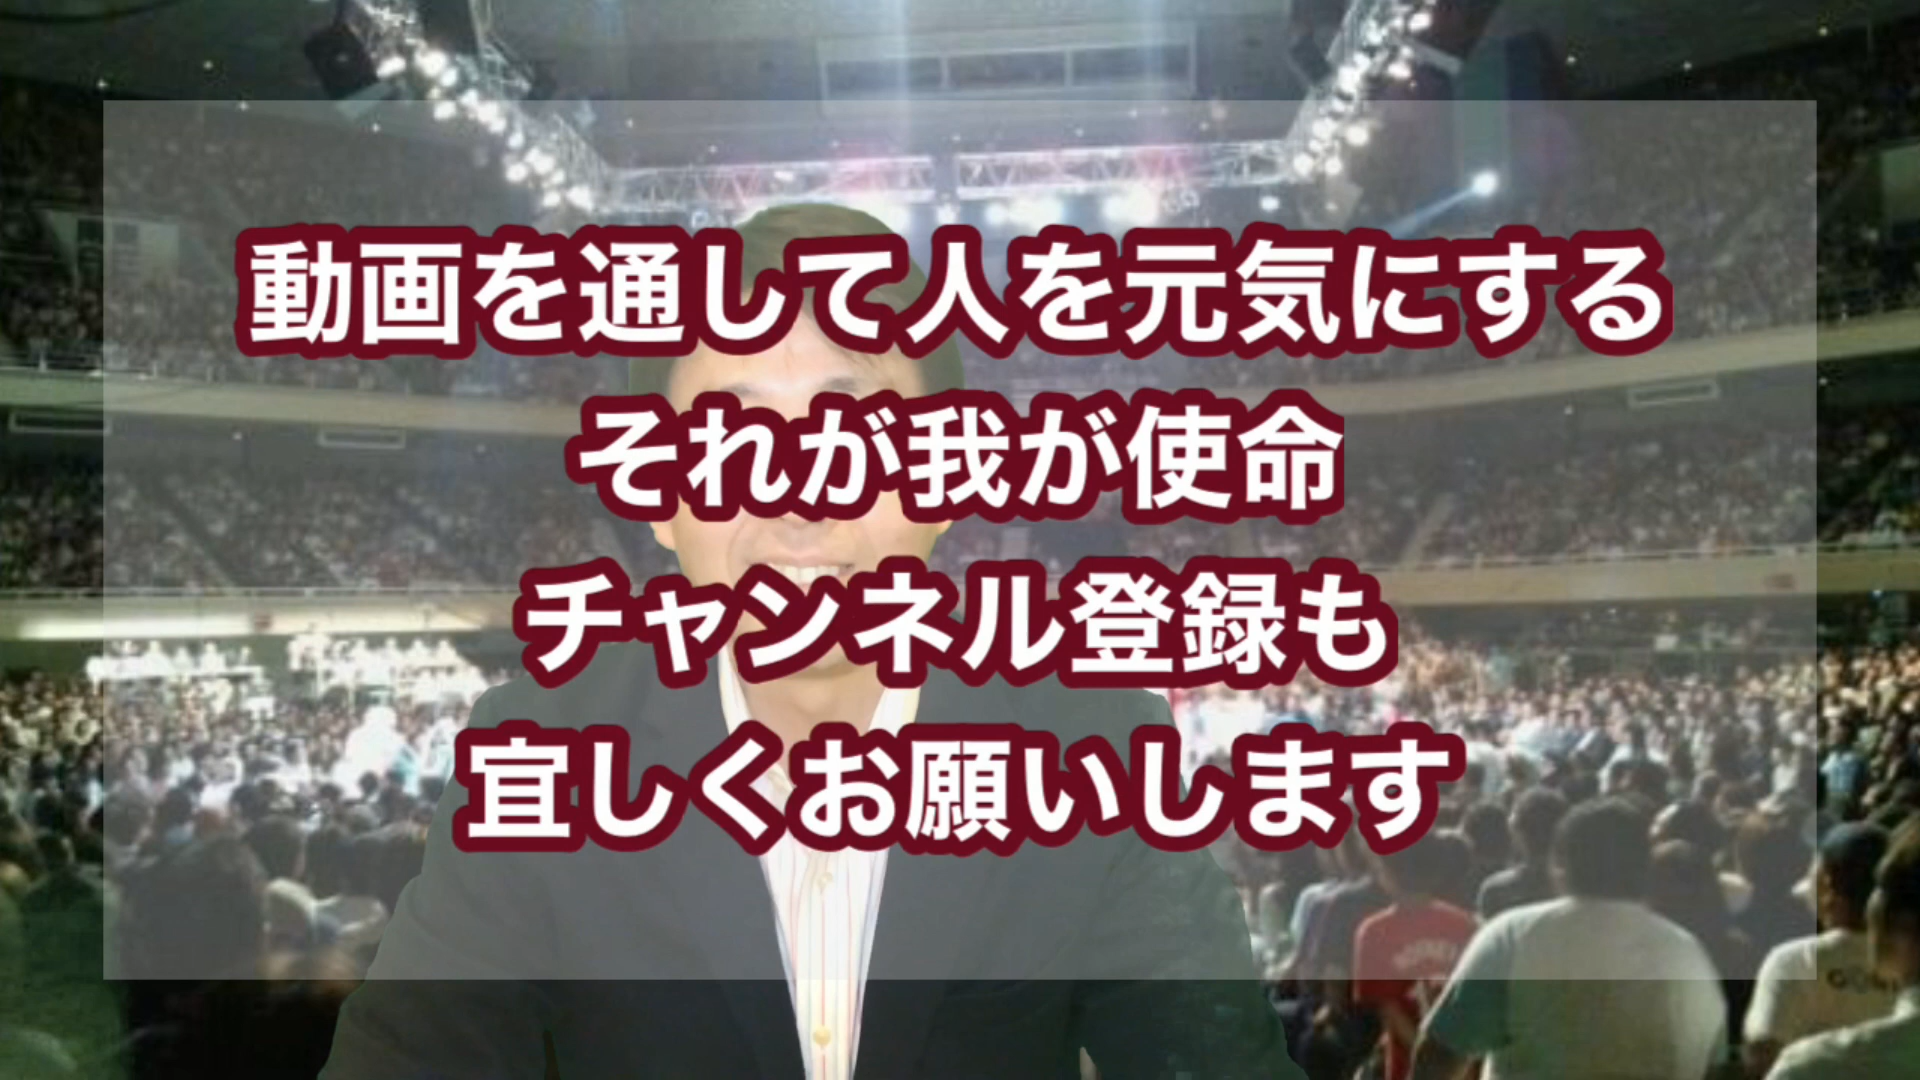 動画を通して人を元気にする
それが我が使命
チャンネル登録も
宜しくお願いします